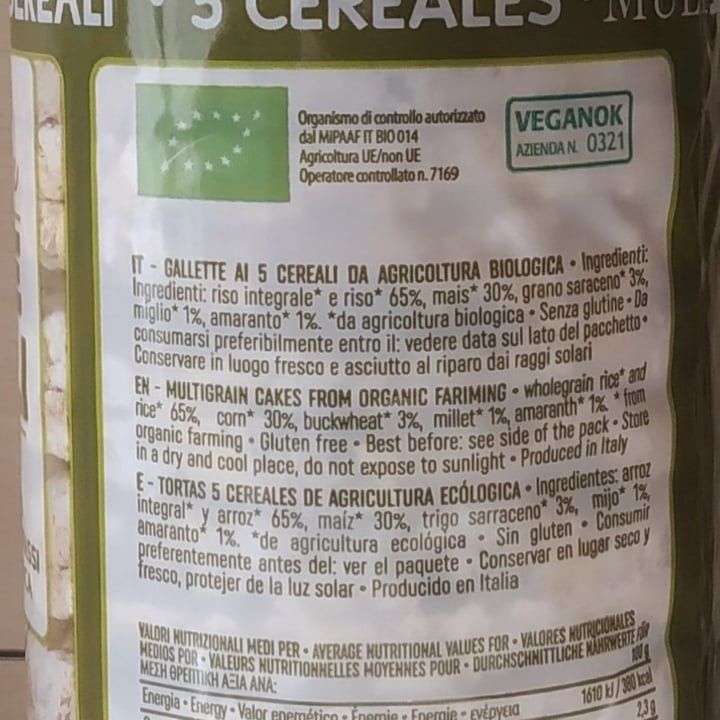 CEREALI • 5 CEREALES •
Organismo di controllo autorizzato
dal MiPAAF IT BIO 014
Agricoltura UE/non UE
Operatore controllato n. 7169
VEGANOK
AZIENDA N. 0321
IT - GALLETTE AI 5 CEREALI DA AGRICOLTURA BIOLOGICA • Ingredienti:
Ingredienti: riso integrale* e riso* 65%, mais* 30%, grano saraceno* 3%,
miglio* 1%, amaranto* 1%. *da agricoltura biologica • Senza glutine • Da
consumarsi preferibilmente entro il: vedere data sul lato del pacchetto •
Conservare in luogo fresco e asciutto al riparo dai raggi solari
EN - MULTIGRAIN CAKES FROM ORGANIC FARIMING • wholegrain rice* and
rice* 65%, corn* 30%, buckwheat* 3%, millet* 1%, amaranth* 1%. * from
organic farming • Gluten free • Best before: see side of the pack • Store
in a dry and cool place, do not expose to sunlight • Produced in Italy
E - TORTAS 5 CEREALES DE AGRICULTURA ECÓLOGICA • Ingredientes: arroz
integral* y arroz* 65%, maíz* 30%, trigo sarraceno* 3%, mijo* 1%,
amaranto* 1%. *de agricultura ecológica • Sin gluten • Consumir
preferentemente antes del: ver el paquete • Conservar en lugar seco y
fresco, protejer de la luz solar • Producido en Italia
VALORI NUTRIZIONALI MEDI PER • AVERAGE NUTRITIONAL VALUES FOR • VALORES NUTRICIONALES
MEDIOS POR • VALEURS NUTRITIONNELLES MOYENNES POUR • DURCHSCHNITTLICHE NÄHRWERTE FÜR
ΜΕΣΗ ΘΡΕΠΤΙΚΗ ΑΞΙΑ ΑΝΑ: 100 g
Energia • Energy • Valor energético • Énergie • Energie • ενέργεια 1610 kJ / 380 kcal
2,3 g